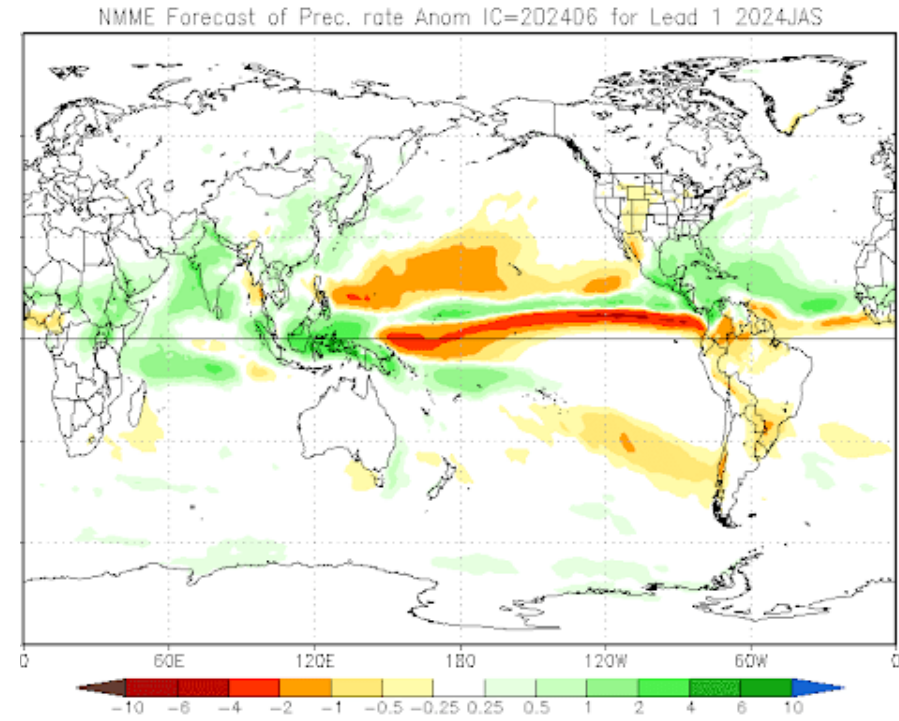 NMME Forecast of Prec. rate Anom IC=202406 for Lead 1 2024JAS
0 60E 120E 180 120W 60W 0
-10 -6 -4 -2 -1 -0.5 -0.25 0.25 0.5 1 2 4 6 10